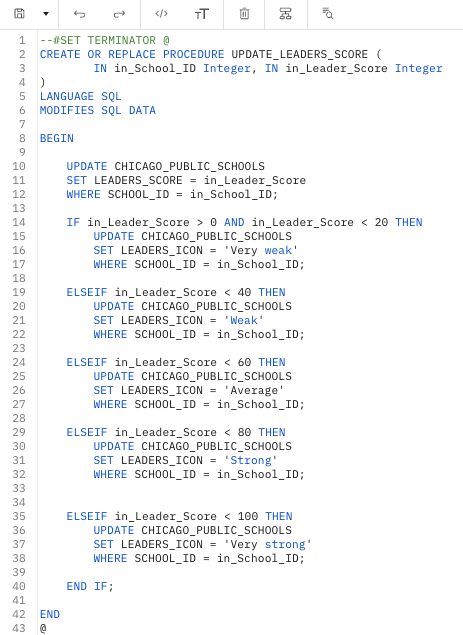 1 --#SET TERMINATOR @
2 CREATE OR REPLACE PROCEDURE UPDATE_LEADERS_SCORE (
3         IN in_School_ID Integer, IN in_Leader_Score Integer
4 )
5 LANGUAGE SQL
6 MODIFIES SQL DATA
7
8 BEGIN
9
10     UPDATE CHICAGO_PUBLIC_SCHOOLS
11     SET LEADERS_SCORE = in_Leader_Score
12     WHERE SCHOOL_ID = in_School_ID;
13
14     IF in_Leader_Score > 0 AND in_Leader_Score < 20 THEN
15         UPDATE CHICAGO_PUBLIC_SCHOOLS
16         SET LEADERS_ICON = 'Very weak'
17         WHERE SCHOOL_ID = in_School_ID;
18
19     ELSEIF in_Leader_Score < 40 THEN
20         UPDATE CHICAGO_PUBLIC_SCHOOLS
21         SET LEADERS_ICON = 'Weak'
22         WHERE SCHOOL_ID = in_School_ID;
23
24     ELSEIF in_Leader_Score < 60 THEN
25         UPDATE CHICAGO_PUBLIC_SCHOOLS
26         SET LEADERS_ICON = 'Average'
27         WHERE SCHOOL_ID = in_School_ID;
28
29     ELSEIF in_Leader_Score < 80 THEN
30         UPDATE CHICAGO_PUBLIC_SCHOOLS
31         SET LEADERS_ICON = 'Strong'
32         WHERE SCHOOL_ID = in_School_ID;
33
34
35     ELSEIF in_Leader_Score < 100 THEN
36         UPDATE CHICAGO_PUBLIC_SCHOOLS
37         SET LEADERS_ICON = 'Very strong'
38         WHERE SCHOOL_ID = in_School_ID;
39
40     END IF;
41
42 END
43 @